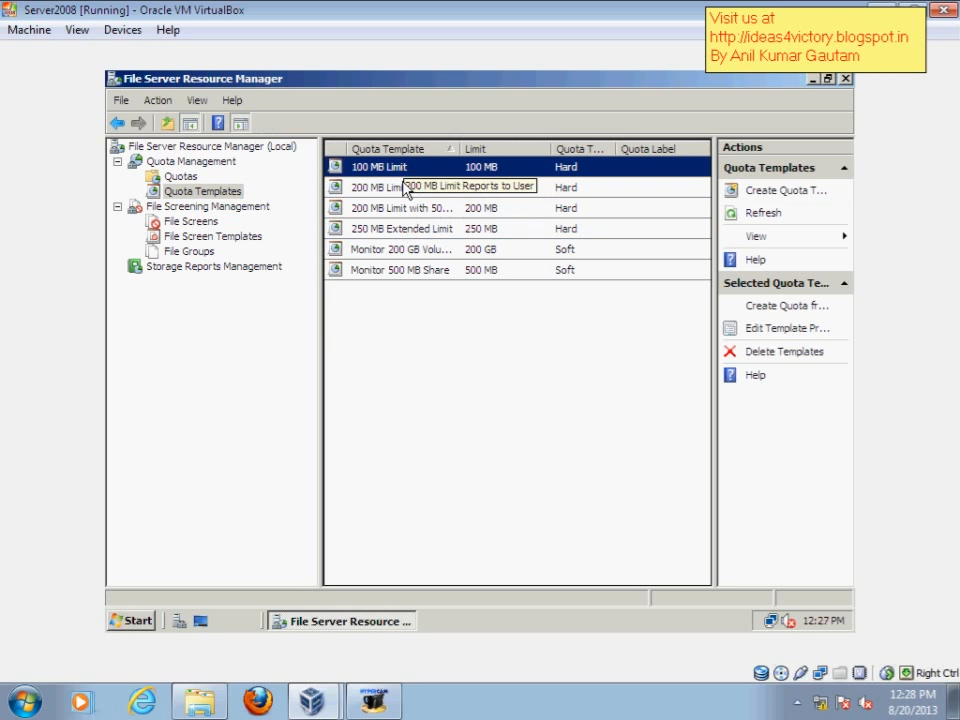 Server2008 [Running] - Oracle VM VirtualBox
Machine View Devices Help
Visit us at
http://ideas4victory.blogspot.in
By Anil Kumar Gautam
File Server Resource Manager
File Action View Help
File Server Resource Manager (Local)
Quota Management
Quotas
Quota Templates
File Screening Management
File Screens
File Screen Templates
File Groups
Storage Reports Management
Quota Template Limit Quota T... Quota Label
100 MB Limit 100 MB Hard
200 MB Limit Reports to User Hard
200 MB Limit with 50... 200 MB Hard
250 MB Extended Limit 250 MB Hard
Monitor 200 GB Volu... 200 GB Soft
Monitor 500 MB Share 500 MB Soft
Actions
Quota Templates
Create Quota T...
Refresh
View
Help
Selected Quota Te...
Create Quota fr...
Edit Template Pr...
Delete Templates
Help
Start File Server Resource ... 12:27 PM
Right Ctrl
HYPERCAM
12:28 PM
8/20/2013